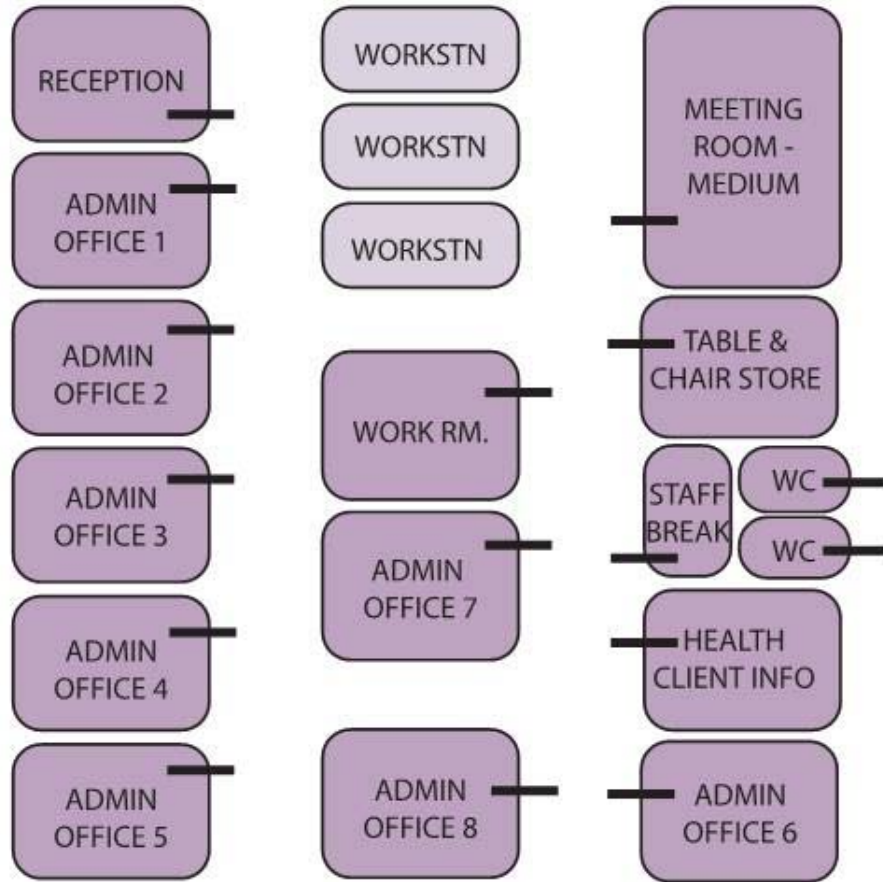 RECEPTION
ADMIN
OFFICE 1
ADMIN
OFFICE 2
ADMIN
OFFICE 3
ADMIN
OFFICE 4
ADMIN
OFFICE 5
WORKSTN
WORKSTN
WORKSTN
WORK RM.
ADMIN
OFFICE 7
ADMIN
OFFICE 8
MEETING
ROOM -
MEDIUM
TABLE &
CHAIR STORE
STAFF
BREAK
WC
WC
HEALTH
CLIENT INFO
ADMIN
OFFICE 6